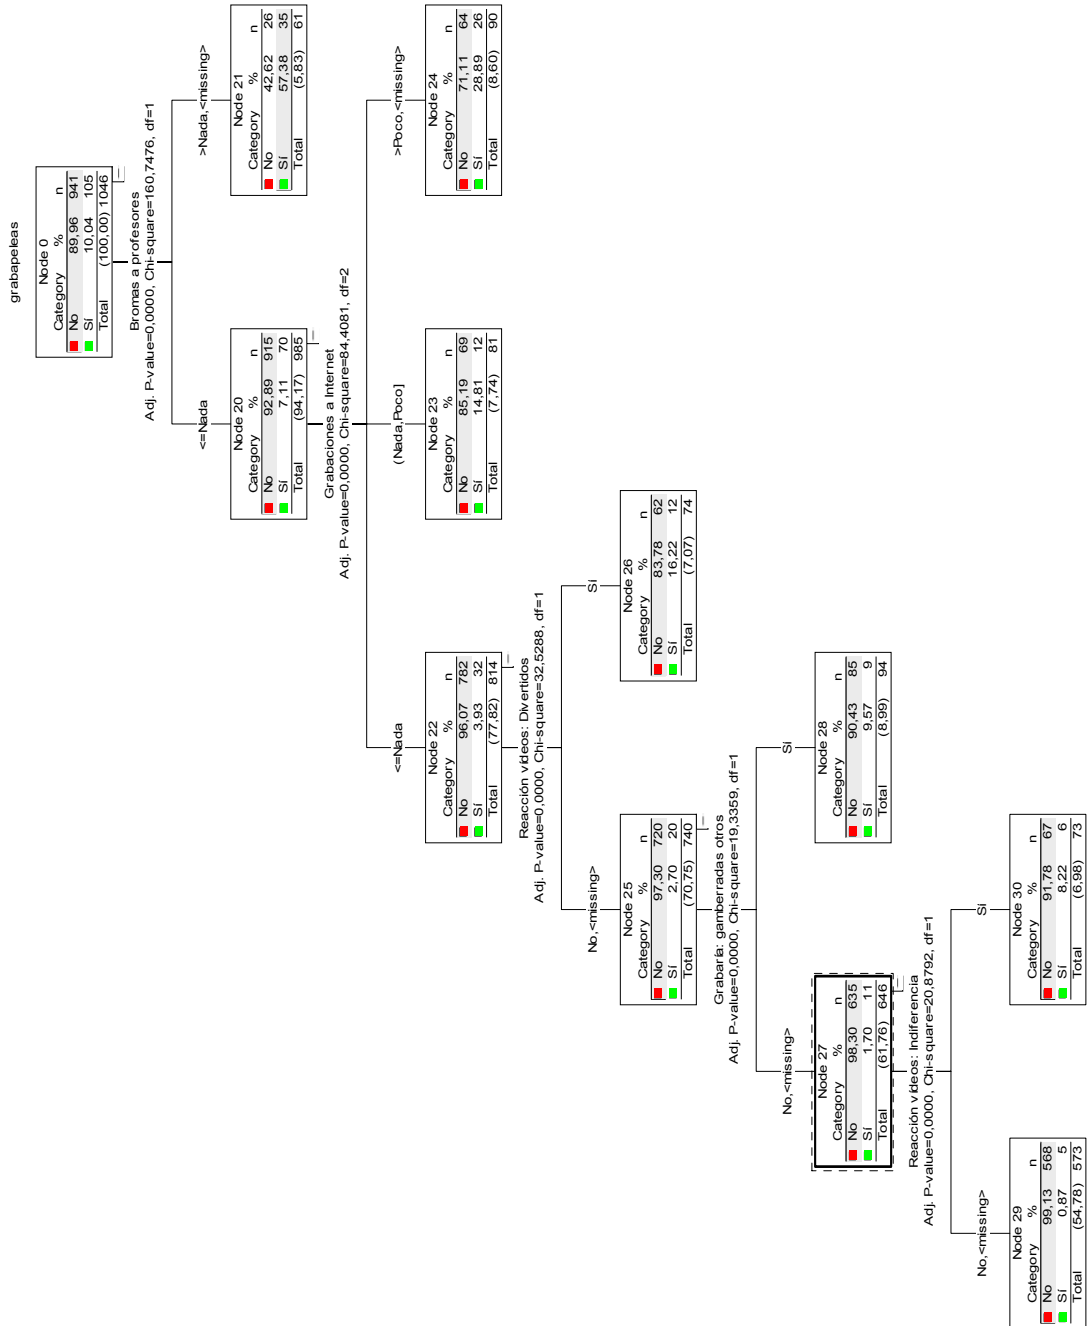 grabapeleas
Node 0
Category % n
No 89,96 941
Sí 10,04 105
Total (100,00) 1046
Bromas a profesores
Adj. P-value=0,0000, Chi-square=160,7476, df=1
<=Nada
Node 20
Category % n
No 92,89 915
Sí 7,11 70
Total (94,17) 985
>Nada,<missing>
Node 21
Category % n
No 42,62 26
Sí 57,38 35
Total (5,83) 61
Grabaciones a Internet
Adj. P-value=0,0000, Chi-square=84,4081, df=2
<=Nada
Node 22
Category % n
No 96,07 782
Sí 3,93 32
Total (77,82) 814
(Nada,Poco]
Node 23
Category % n
No 85,19 69
Sí 14,81 12
Total (7,74) 81
>Poco,<missing>
Node 24
Category % n
No 71,11 64
Sí 28,89 26
Total (8,60) 90
Reacción vídeos: Divertidos
Adj. P-value=0,0000, Chi-square=32,5288, df=1
No,<missing>
Node 25
Category % n
No 97,30 720
Sí 2,70 20
Total (70,75) 740
Sí
Node 26
Category % n
No 83,78 62
Sí 16,22 12
Total (7,07) 74
Grabaría: gamberradas otros
Adj. P-value=0,0000, Chi-square=19,3359, df=1
No,<missing>
Node 27
Category % n
No 98,30 635
Sí 1,70 11
Total (61,76) 646
Sí
Node 28
Category % n
No 90,43 85
Sí 9,57 9
Total (8,99) 94
Reacción vídeos: Indiferencia
Adj. P-value=0,0000, Chi-square=20,8792, df=1
No,<missing>
Node 29
Category % n
No 99,13 568
Sí 0,87 5
Total (54,78) 573
Sí
Node 30
Category % n
No 91,78 67
Sí 8,22 6
Total (6,98) 73